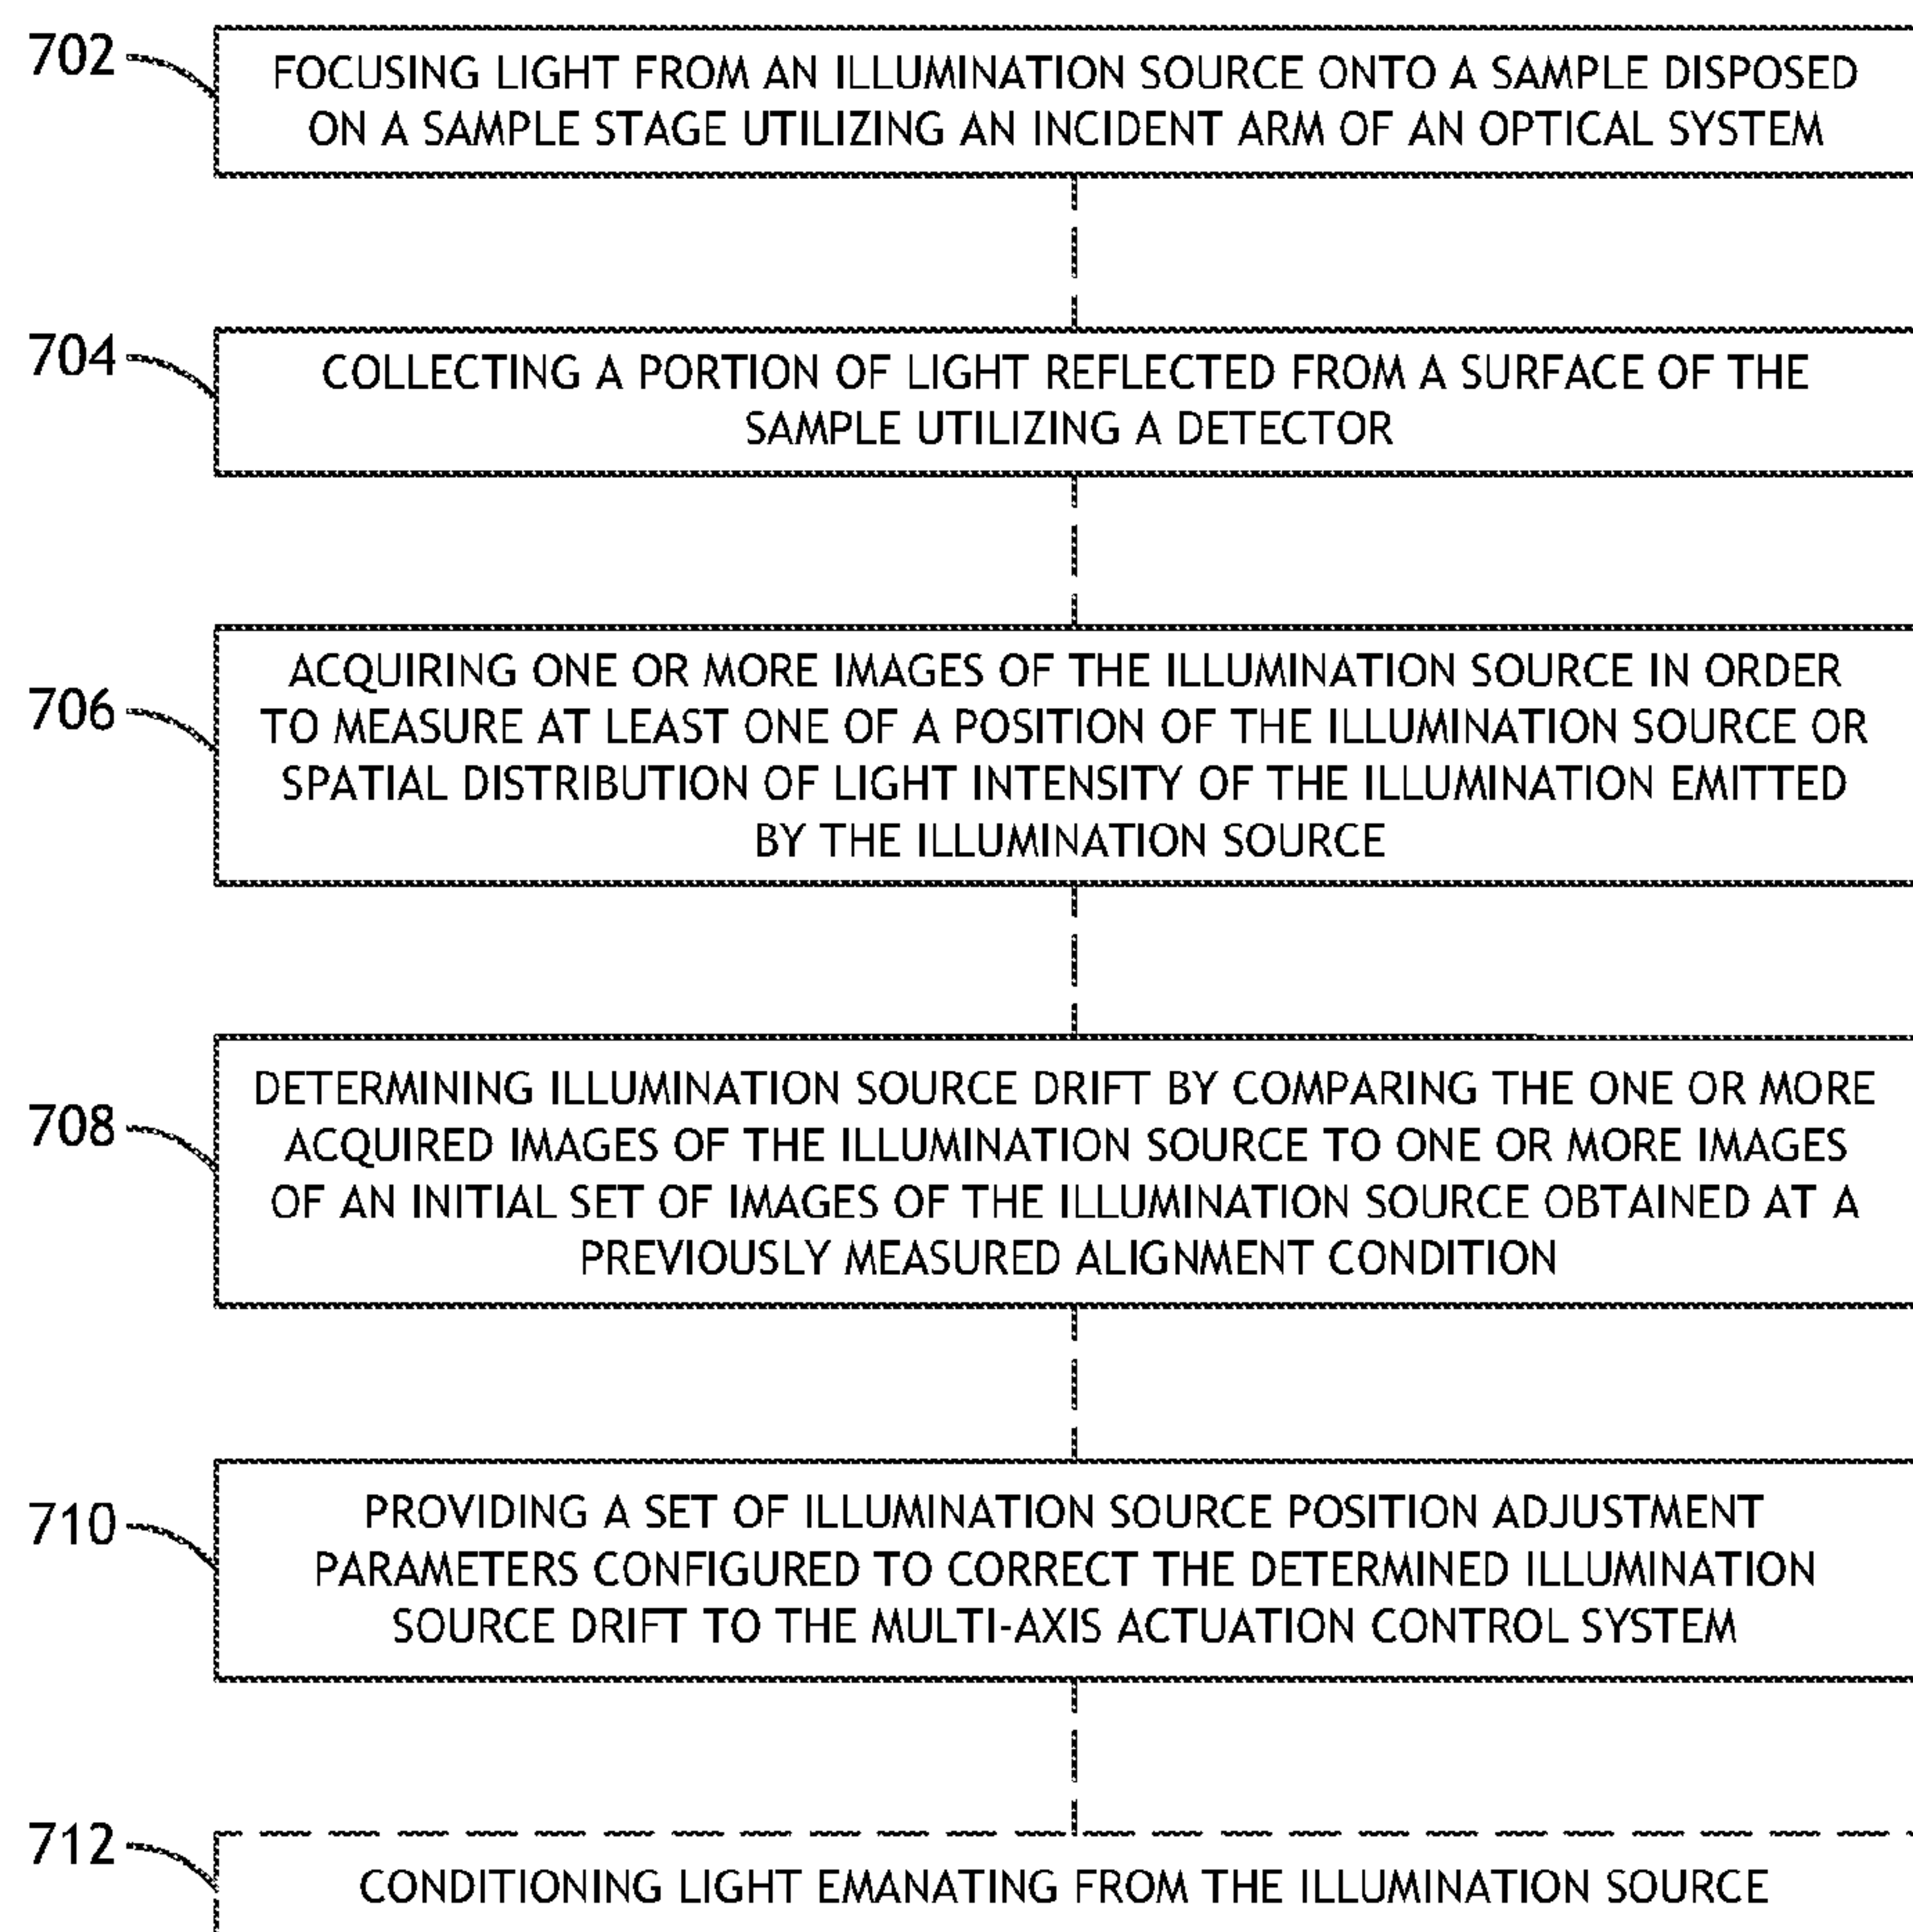 702
FOCUSING LIGHT FROM AN ILLUMINATION SOURCE ONTO A SAMPLE DISPOSED
ON A SAMPLE STAGE UTILIZING AN INCIDENT ARM OF AN OPTICAL SYSTEM
704
COLLECTING A PORTION OF LIGHT REFLECTED FROM A SURFACE OF THE
SAMPLE UTILIZING A DETECTOR
706
ACQUIRING ONE OR MORE IMAGES OF THE ILLUMINATION SOURCE IN ORDER
TO MEASURE AT LEAST ONE OF A POSITION OF THE ILLUMINATION SOURCE OR
SPATIAL DISTRIBUTION OF LIGHT INTENSITY OF THE ILLUMINATION EMITTED
BY THE ILLUMINATION SOURCE
708
DETERMINING ILLUMINATION SOURCE DRIFT BY COMPARING THE ONE OR MORE
ACQUIRED IMAGES OF THE ILLUMINATION SOURCE TO ONE OR MORE IMAGES
OF AN INITIAL SET OF IMAGES OF THE ILLUMINATION SOURCE OBTAINED AT A
PREVIOUSLY MEASURED ALIGNMENT CONDITION
710
PROVIDING A SET OF ILLUMINATION SOURCE POSITION ADJUSTMENT
PARAMETERS CONFIGURED TO CORRECT THE DETERMINED ILLUMINATION
SOURCE DRIFT TO THE MULTI-AXIS ACTUATION CONTROL SYSTEM
712
CONDITIONING LIGHT EMANATING FROM THE ILLUMINATION SOURCE